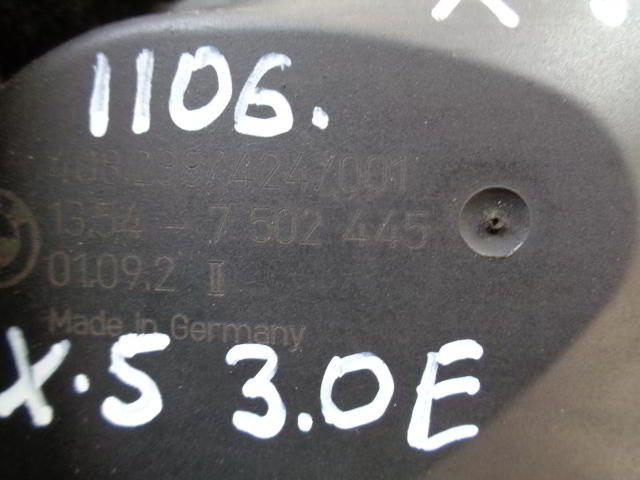 X
1106.
408.239/424/001
13.54 - 7 502 445
01.09.2 II
Made in Germany
X.5 3.0E